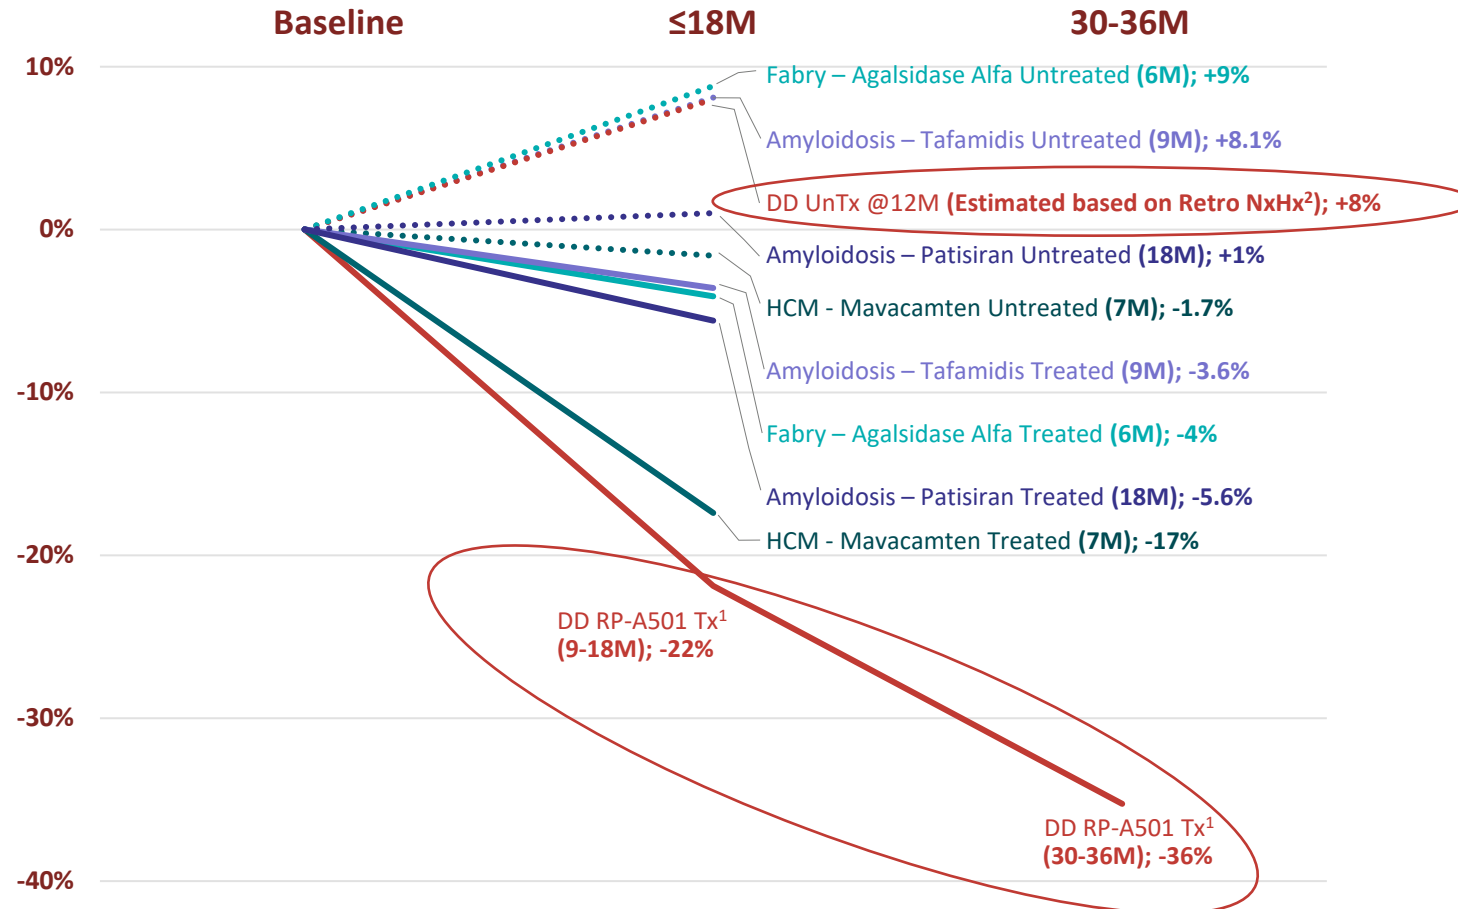 Baseline ≤18M 30-36M
10%
Fabry – Agalsidase Alfa Untreated (6M); +9%
Amyloidosis – Tafamidis Untreated (9M); +8.1%
DD UnTx @12M (Estimated based on Retro NxHx²); +8%
0%
Amyloidosis – Patisiran Untreated (18M); +1%
HCM - Mavacamten Untreated (7M); -1.7%
Amyloidosis – Tafamidis Treated (9M); -3.6%
-10%
Fabry – Agalsidase Alfa Treated (6M); -4%
Amyloidosis – Patisiran Treated (18M); -5.6%
HCM - Mavacamten Treated (7M); -17%
-20%
DD RP-A501 Tx¹
(9-18M); -22%
-30%
DD RP-A501 Tx¹
(30-36M); -36%
-40%